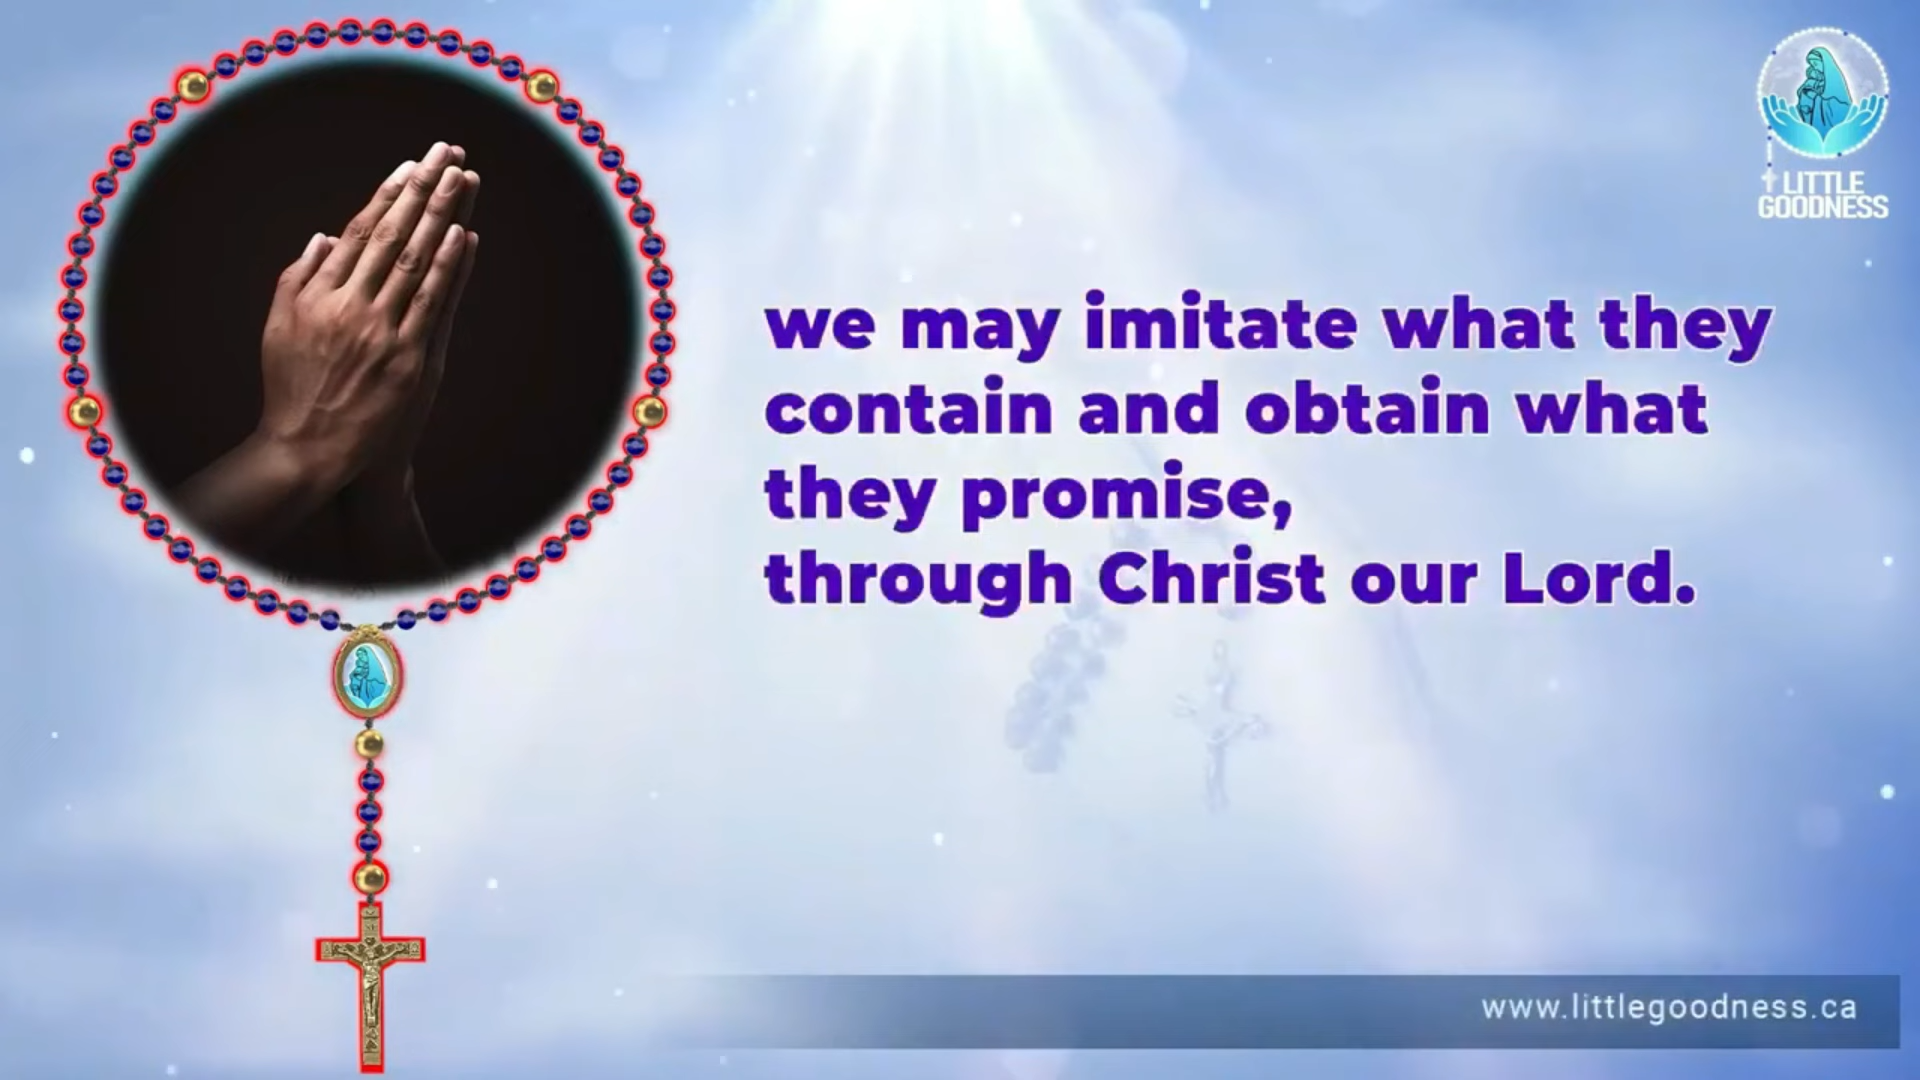 LITTLE
GOODNESS
we may imitate what they
contain and obtain what
they promise,
through Christ our Lord.
www.littlegoodness.ca